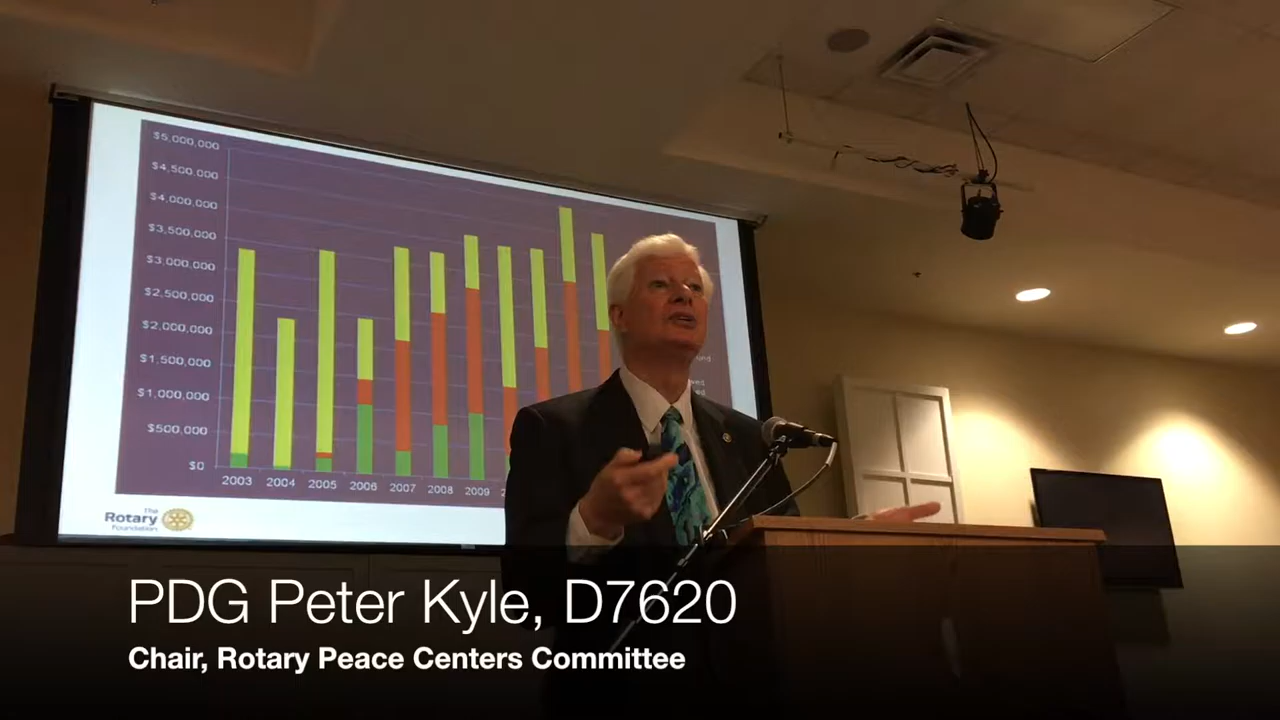 $5,000,000
$4,500,000
$4,000,000
$3,500,000
$3,000,000
$2,500,000
$2,000,000
$1,500,000
$1,000,000
$500,000
$0
2003 2004 2005 2006 2007 2008 2009
The
Rotary
Foundation
PDG Peter Kyle, D7620
Chair, Rotary Peace Centers Committee